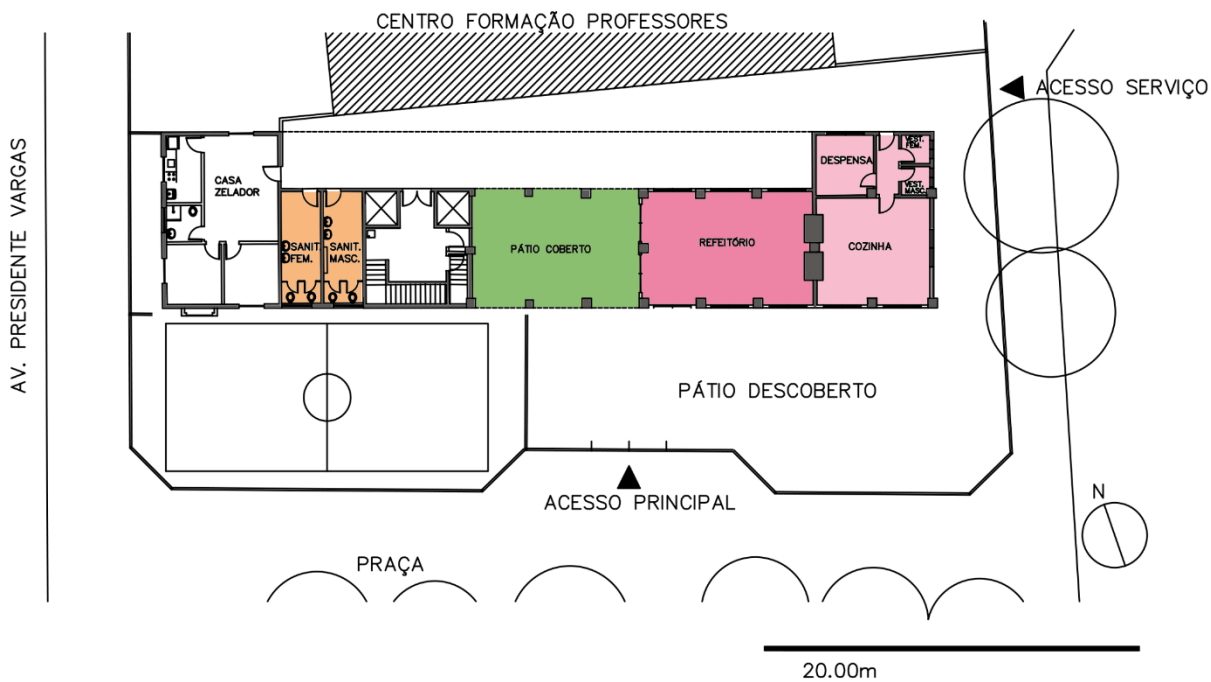 CENTRO FORMAÇÃO PROFESSORES
ACESSO SERVIÇO
AV. PRESIDENTE VARGAS
CASA
ZELADOR
SANIT.
FEM.
SANIT.
MASC.
PÁTIO COBERTO
REFEITÓRIO
DESPENSA
VEST.
FEM.
VEST.
MASC.
COZINHA
PÁTIO DESCOBERTO
ACESSO PRINCIPAL
PRAÇA
N
20.00m